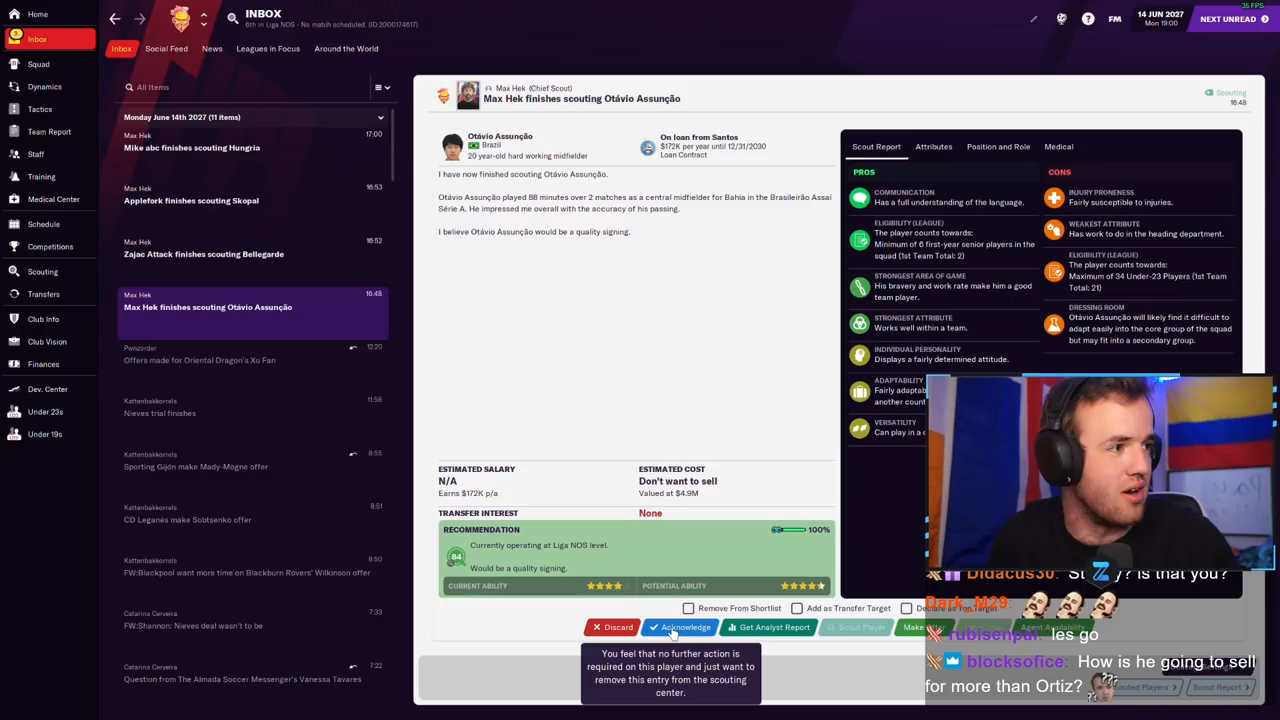 35 FPS
Home
INBOX
6th in Liga NOS - No match scheduled. (ID:2000174817)
FM
14 JUN 2027
Mon 19:00
NEXT UNREAD
3
Inbox
Inbox
Social Feed
News
Leagues in Focus
Around the World
Squad
Dynamics
Tactics
Team Report
Staff
Training
Medical Center
Schedule
Competitions
Scouting
Transfers
Club Info
Club Vision
Finances
Dev. Center
Under 23s
Under 19s
All Items
Monday June 14th 2027 (11 items)
Max Hek 17:00
Mike abc finishes scouting Hungria
Max Hek 16:53
Applefork finishes scouting Skopal
Max Hek 16:52
Zajac Attack finishes scouting Bellegarde
Max Hek 16:48
Max Hek finishes scouting Otávio Assunção
Pwnzorder 12:20
Offers made for Oriental Dragon's Xu Fan
Kattenbakkorrels 11:58
Nieves trial finishes
Kattenbakkorrels 8:55
Sporting Gijón make Mady-Mogne offer
Kattenbakkorrels 8:51
CD Leganés make Sobtsenko offer
Kattenbakkorrels 8:50
FW:Blackpool want more time on Blackburn Rovers' Wilkinson offer
Catarina Cerveira 7:33
FW:Shannon: Nieves deal wasn't to be
Catarina Cerveira 7:22
Question from The Almada Soccer Messenger's Vanessa Tavares
Max Hek (Chief Scout)
Max Hek finishes scouting Otávio Assunção
Scouting
16:48
Otávio Assunção
Brazil
20 year-old hard working midfielder
On loan from Santos
$172K per year until 12/31/2030
Loan Contract
I have now finished scouting Otávio Assunção.
Otávio Assunção played 88 minutes over 2 matches as a central midfielder for Bahia in the Brasileirão Assaí
Série A. He impressed me overall with the accuracy of his passing.
I believe Otávio Assunção would be a quality signing.
ESTIMATED SALARY
N/A
Earns $172K p/a
ESTIMATED COST
Don't want to sell
Valued at $4.9M
TRANSFER INTEREST
None
RECOMMENDATION
100%
Currently operating at Liga NOS level.
84
Would be a quality signing.
CURRENT ABILITY
POTENTIAL ABILITY
Scout Report
Attributes
Position and Role
Medical
PROS
COMMUNICATION
Has a full understanding of the language.
ELIGIBILITY (LEAGUE)
The player counts towards:
Minimum of 6 first-year senior players in the
squad (1st Team Total: 2)
STRONGEST AREA OF GAME
His bravery and work rate make him a good
team player.
STRONGEST ATTRIBUTE
Works well within a team.
INDIVIDUAL PERSONALITY
Displays a fairly determined attitude.
ADAPTABILITY
Fairly adaptab
another count
VERSATILITY
Can play in a
CONS
INJURY PRONENESS
Fairly susceptible to injuries.
WEAKEST ATTRIBUTE
Has work to do in the heading department.
ELIGIBILITY (LEAGUE)
The player counts towards:
Maximum of 34 Under-23 Players (1st Team
Total: 21)
DRESSING ROOM
Otávio Assunção will likely find it difficult to
adapt easily into the core group of the squad
but may fit into a secondary group.
Remove From Shortlist
Add as Transfer Target
Discard
Acknowledge
Get Analyst Report
Scout Player
You feel that no further action is
required on this player and just want to
remove this entry from the scouting
center.
Scout Report
Didacus30: is that you?
Dark_M29:
rubisenpai: les go
blocksofice: How is he going to sell
for more than Ortiz?